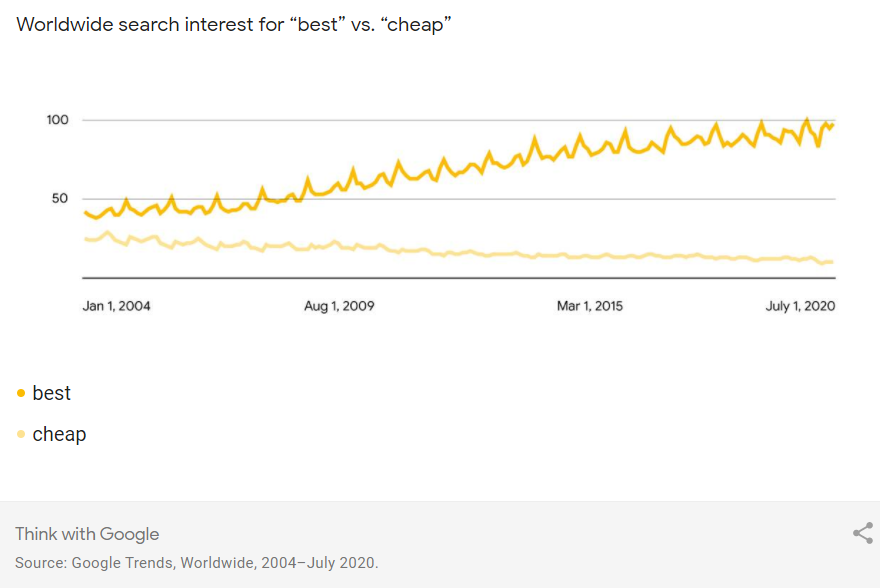 Worldwide search interest for “best” vs. “cheap”
100
50
Jan 1, 2004 Aug 1, 2009 Mar 1, 2015 July 1, 2020
best
cheap
Think with Google
Source: Google Trends, Worldwide, 2004–July 2020.